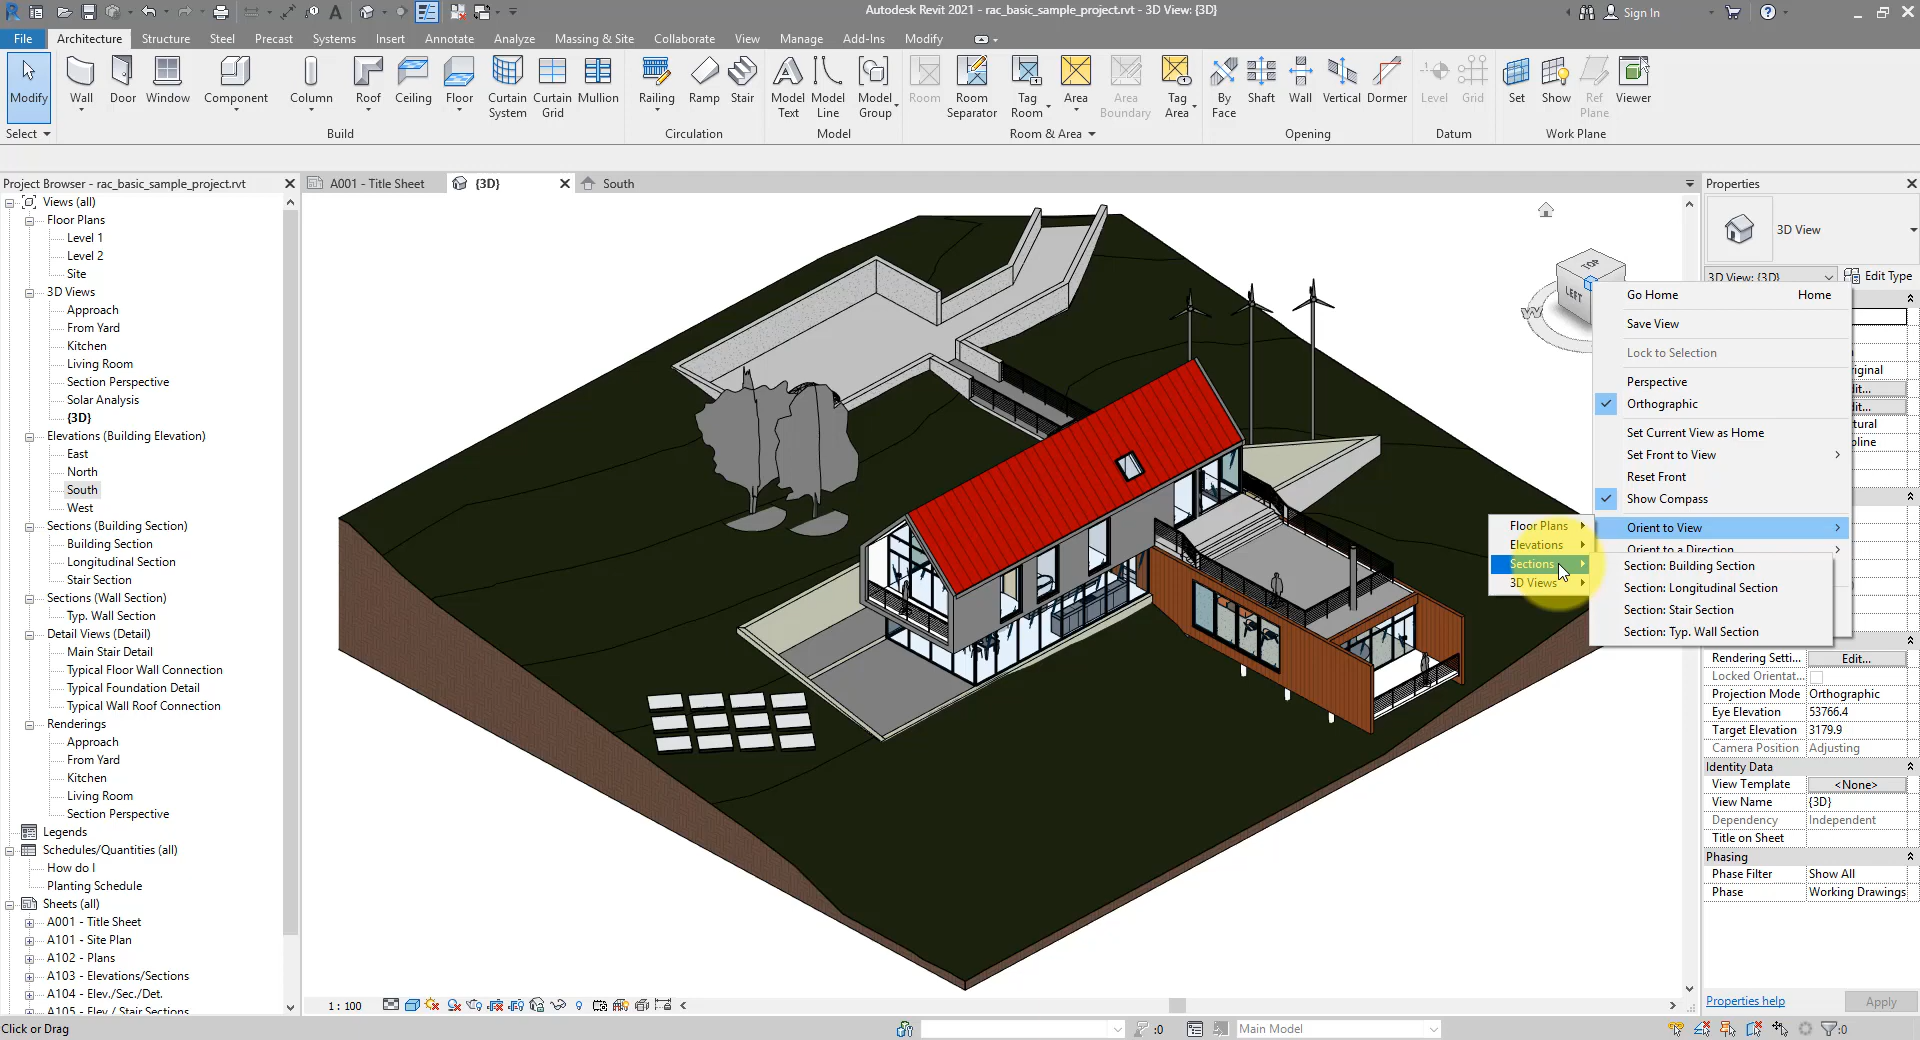 Autodesk Revit 2021 - rac_basic_sample_project.rvt - 3D View: {3D}
Sign In
File
Architecture
Structure
Steel
Precast
Systems
Insert
Annotate
Analyze
Massing & Site
Collaborate
View
Manage
Add-Ins
Modify
Modify
Wall
Door
Window
Component
Column
Roof
Ceiling
Floor
Curtain System
Curtain Grid
Mullion
Railing
Ramp
Stair
Model Text
Model Line
Model Group
Room
Room Separator
Tag Room
Area
Area Boundary
Tag Area
By Face
Shaft
Wall
Vertical
Dormer
Level
Grid
Set
Show
Ref Plane
Viewer
Select
Build
Circulation
Model
Room & Area
Opening
Datum
Work Plane
Project Browser - rac_basic_sample_project.rvt
A001 - Title Sheet
{3D}
South
Properties
Views (all)
Floor Plans
Level 1
Level 2
Site
3D Views
Approach
From Yard
Kitchen
Living Room
Section Perspective
Solar Analysis
{3D}
Elevations (Building Elevation)
East
North
South
West
Sections (Building Section)
Building Section
Longitudinal Section
Stair Section
Sections (Wall Section)
Typ. Wall Section
Detail Views (Detail)
Main Stair Detail
Typical Floor Wall Connection
Typical Foundation Detail
Typical Wall Roof Connection
Renderings
Approach
From Yard
Kitchen
Living Room
Section Perspective
Legends
Schedules/Quantities (all)
How do I
Planting Schedule
Sheets (all)
A001 - Title Sheet
A101 - Site Plan
A102 - Plans
A103 - Elevations/Sections
A104 - Elev./Sec./Det.
A105 - Elev./ Stair Sections
TOP
LEFT
W
Go Home Home
Save View
Lock to Selection
Perspective
Orthographic
Set Current View as Home
Set Front to View
Reset Front
Show Compass
Orient to View
Orient to a Direction
Floor Plans
Elevations
Sections
3D Views
Section: Building Section
Section: Longitudinal Section
Section: Stair Section
Section: Typ. Wall Section
3D View
3D View: {3D}
Edit Type
Rendering Setti... Edit...
Locked Orientat...
Projection Mode Orthographic
Eye Elevation 53766.4
Target Elevation 3179.9
Camera Position Adjusting
Identity Data
View Template <None>
View Name {3D}
Dependency Independent
Title on Sheet
Phasing
Phase Filter Show All
Phase Working Drawings
Properties help
Apply
1 : 100
Click or Drag
:0
Main Model
:0